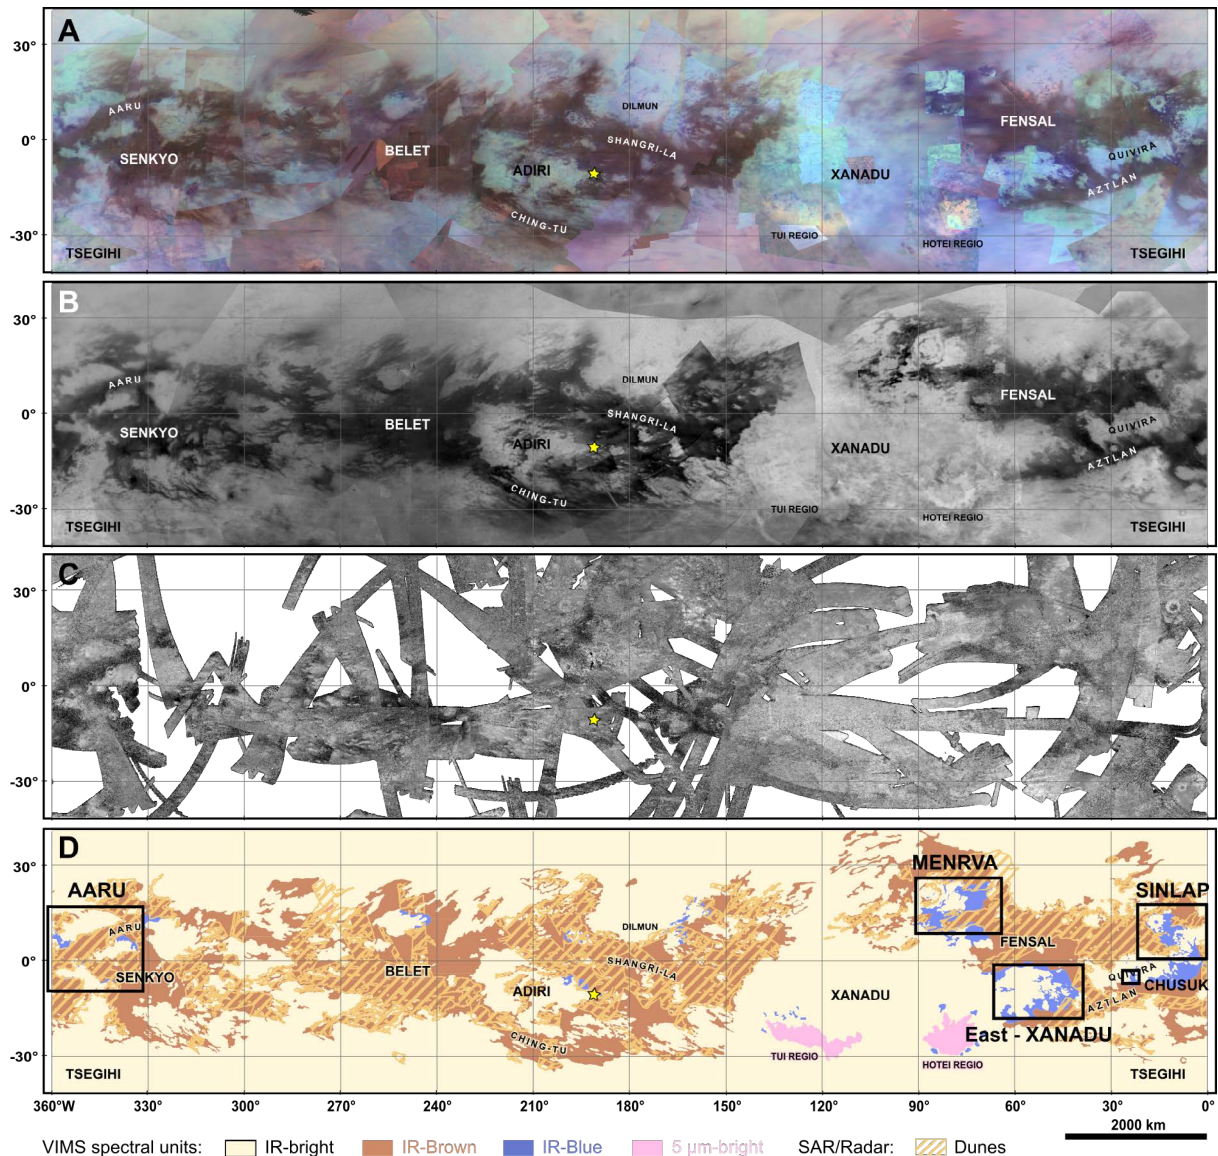 A
30°
0°
-30°
AARU
SENKYO
BELET
ADIRI
CHING-TU
DILMUN
SHANGRI-LA
XANADU
TUI REGIO
HOTEI REGIO
FENSAL
QUIVIRA
AZTLAN
TSEGIHI
TSEGIHI
B
30°
0°
-30°
AARU
SENKYO
BELET
ADIRI
CHING-TU
DILMUN
SHANGRI-LA
XANADU
TUI REGIO
HOTEI REGIO
FENSAL
QUIVIRA
AZTLAN
TSEGIHI
TSEGIHI
C
30°
0°
-30°
D
30°
0°
-30°
AARU
AARU
SENKYO
BELET
ADIRI
CHING-TU
DILMUN
SHANGRI-LA
XANADU
TUI REGIO
HOTEI REGIO
MENRVA
SINLAP
FENSAL
QUIVIRA
CHUSUK
AZTLAN
East - XANADU
TSEGIHI
TSEGIHI
360°W 330 300 270° 240° 210° 180° 150° 120° 90° 60° 30° 0°
2000 km
VIMS spectral units: IR-bright IR-Brown IR-Blue 5 µm-bright SAR/Radar: Dunes